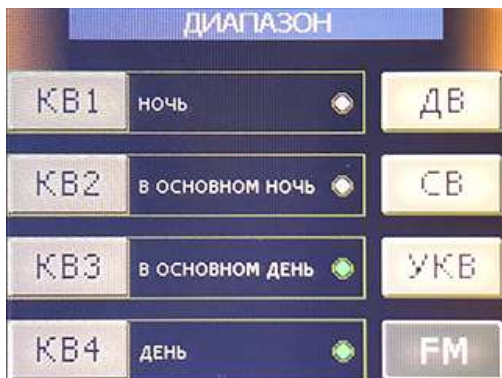 ДИАПАЗОН
КВ1 НОЧЬ ДВ
КВ2 В ОСНОВНОМ НОЧЬ СВ
КВ3 В ОСНОВНОМ ДЕНЬ УКВ
КВ4 ДЕНЬ FM